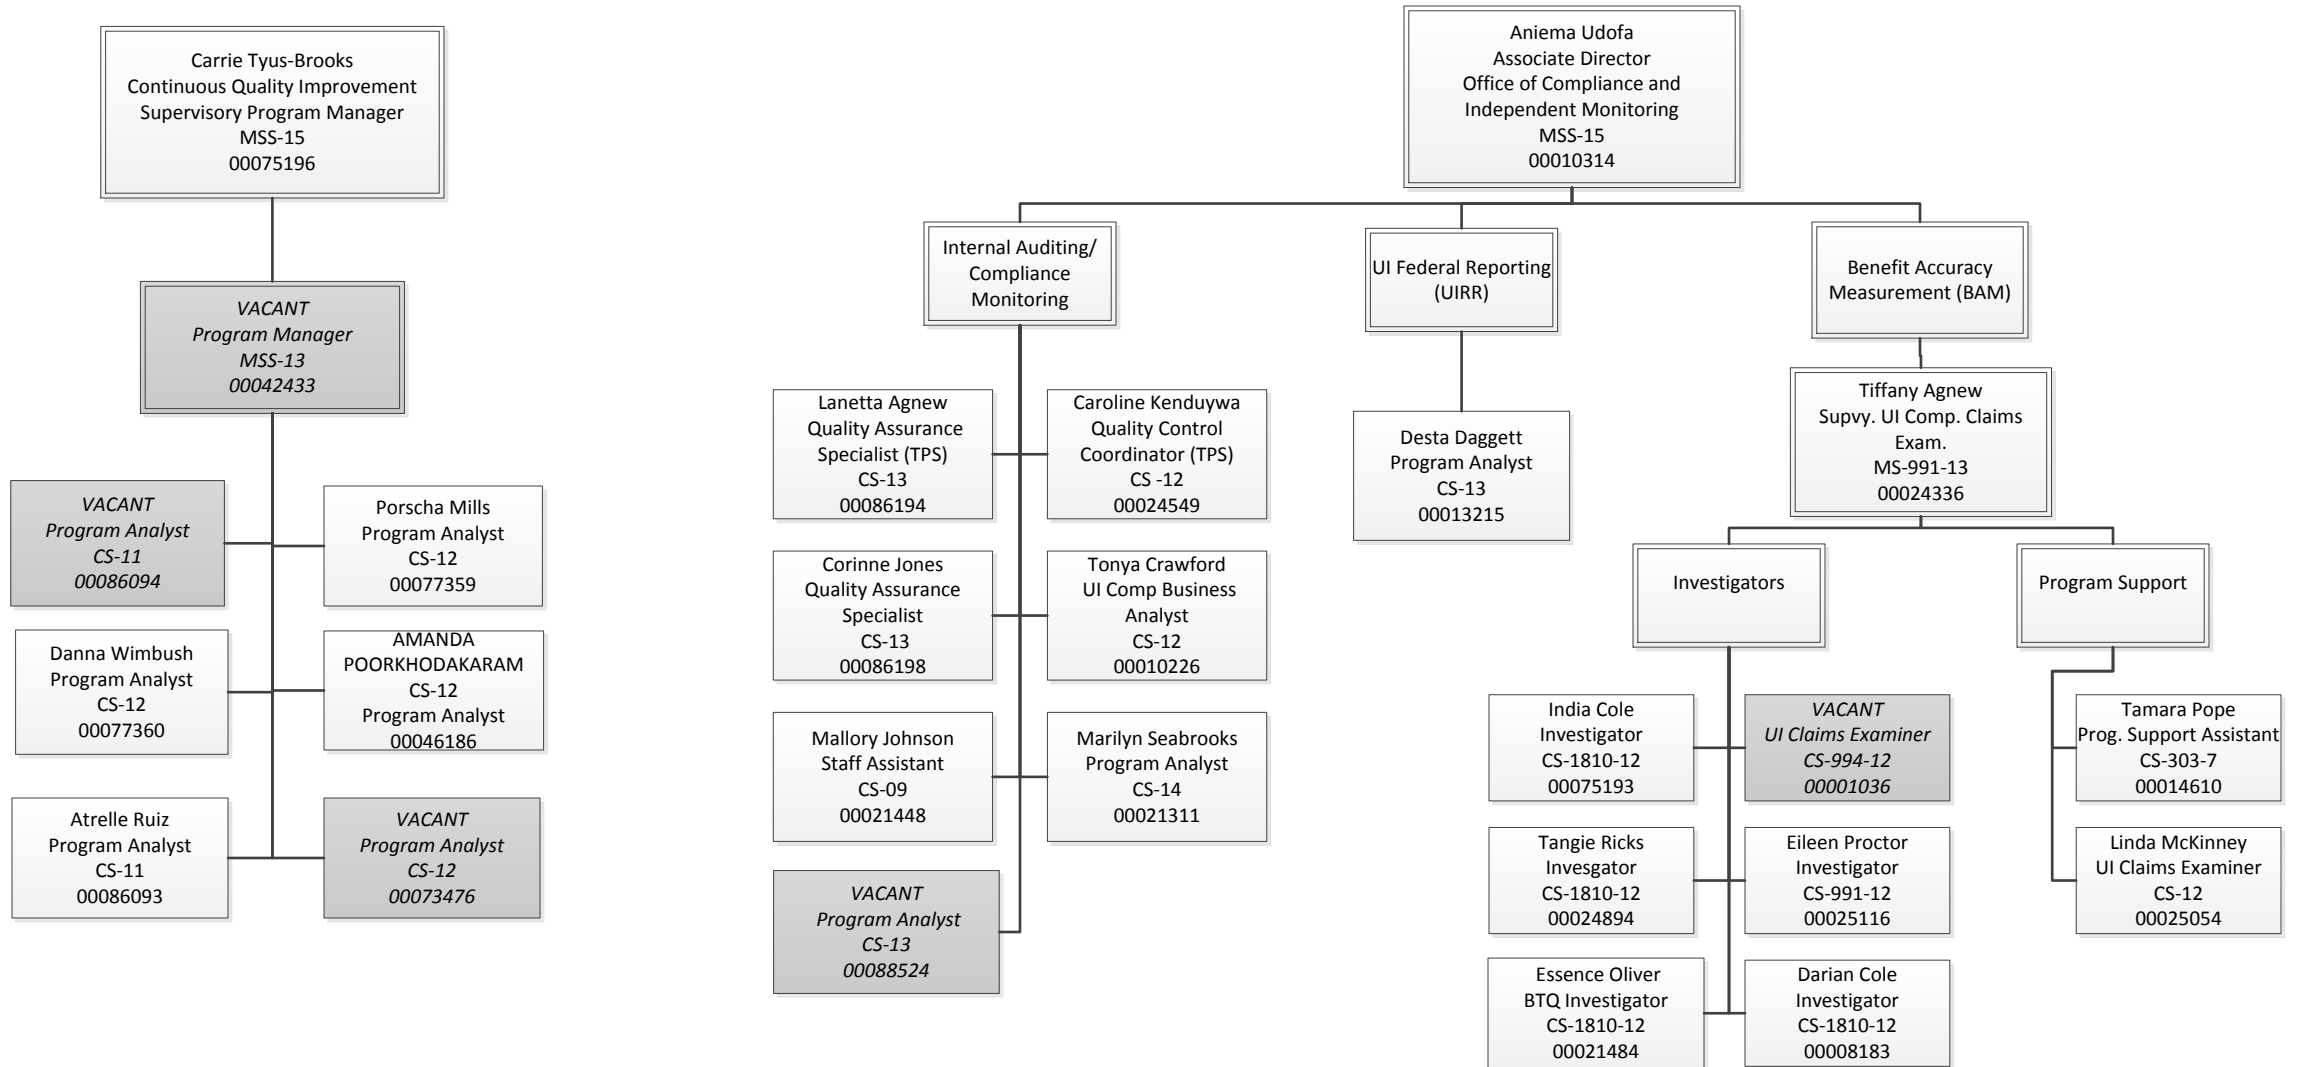 Carrie Tyus-Brooks
Continuous Quality Improvement
Supervisory Program Manager
MSS-15
00075196
VACANT
Program Manager
MSS-13
00042433
VACANT
Program Analyst
CS-11
00086094
Porscha Mills
Program Analyst
CS-12
00077359
Danna Wimbush
Program Analyst
CS-12
00077360
AMANDA
POORKHODAKARAM
CS-12
Program Analyst
00046186
Atrelle Ruiz
Program Analyst
CS-11
00086093
VACANT
Program Analyst
CS-12
00073476
Aniema Udofa
Associate Director
Office of Compliance and
Independent Monitoring
MSS-15
00010314
Internal Auditing/
Compliance
Monitoring
Lanetta Agnew
Quality Assurance
Specialist (TPS)
CS-13
00086194
Caroline Kenduywa
Quality Control
Coordinator (TPS)
CS -12
00024549
Corinne Jones
Quality Assurance
Specialist
CS-13
00086198
Tonya Crawford
UI Comp Business
Analyst
CS-12
00010226
Mallory Johnson
Staff Assistant
CS-09
00021448
Marilyn Seabrooks
Program Analyst
CS-14
00021311
VACANT
Program Analyst
CS-13
00088524
UI Federal Reporting
(UIRR)
Desta Daggett
Program Analyst
CS-13
00013215
Benefit Accuracy
Measurement (BAM)
Tiffany Agnew
Supvy. UI Comp. Claims
Exam.
MS-991-13
00024336
Investigators
India Cole
Investigator
CS-1810-12
00075193
VACANT
UI Claims Examiner
CS-994-12
00001036
Tangie Ricks
Invesgator
CS-1810-12
00024894
Eileen Proctor
Investigator
CS-991-12
00025116
Essence Oliver
BTQ Investigator
CS-1810-12
00021484
Darian Cole
Investigator
CS-1810-12
00008183
Program Support
Tamara Pope
Prog. Support Assistant
CS-303-7
00014610
Linda McKinney
UI Claims Examiner
CS-12
00025054